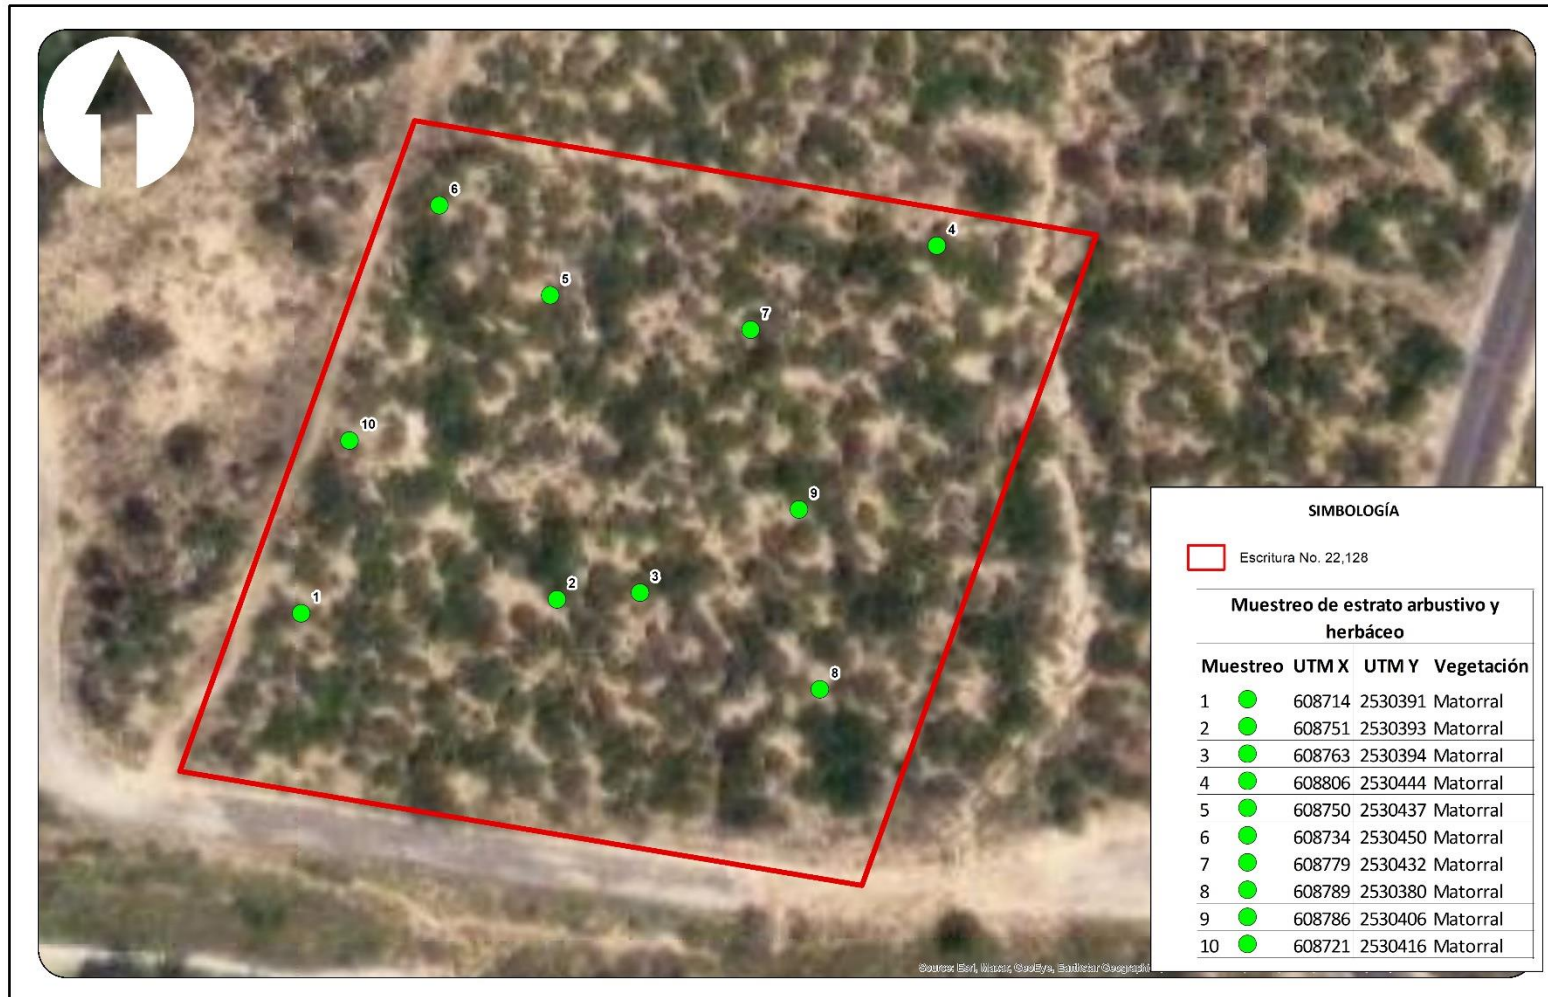 6
4
5
7
10
9
3
2
1
8
SIMBOLOGÍA
Escritura No. 22,128
Muestreo de estrato arbustivo y
herbáceo
Muestreo UTM X UTM Y Vegetación
1 608714 2530391 Matorral
2 608751 2530393 Matorral
3 608763 2530394 Matorral
4 608806 2530444 Matorral
5 608750 2530437 Matorral
6 608734 2530450 Matorral
7 608779 2530432 Matorral
8 608789 2530380 Matorral
9 608786 2530406 Matorral
10 608721 2530416 Matorral
Source: Esri, Maxar, GeoEye, Earthstar Geographi